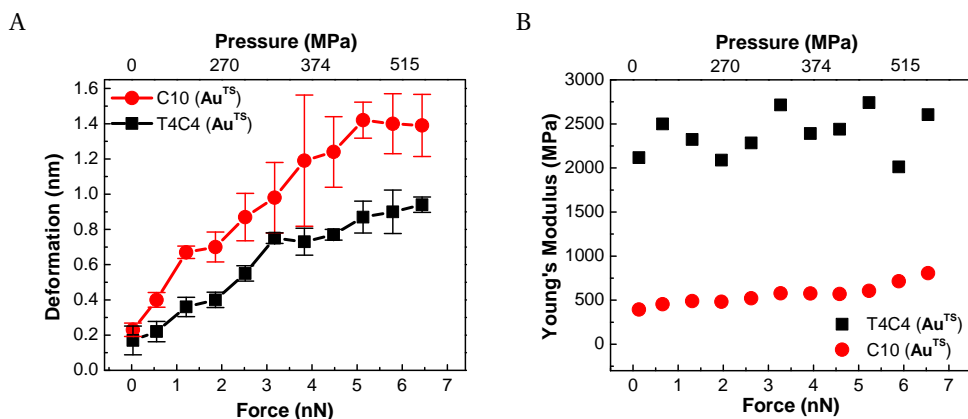 A
Pressure (MPa)
0 270 374 515
1.6
1.4
1.2
1.0
0.8
0.6
0.4
0.2
0.0
Deformation (nm)
C10 (Au^TS)
T4C4 (Au^TS)
0 1 2 3 4 5 6 7
Force (nN)
B
Pressure (MPa)
0 270 374 515
3000
2500
2000
1500
1000
500
0
Young's Modulus (MPa)
T4C4 (Au^TS)
C10 (Au^TS)
0 1 2 3 4 5 6 7
Force (nN)